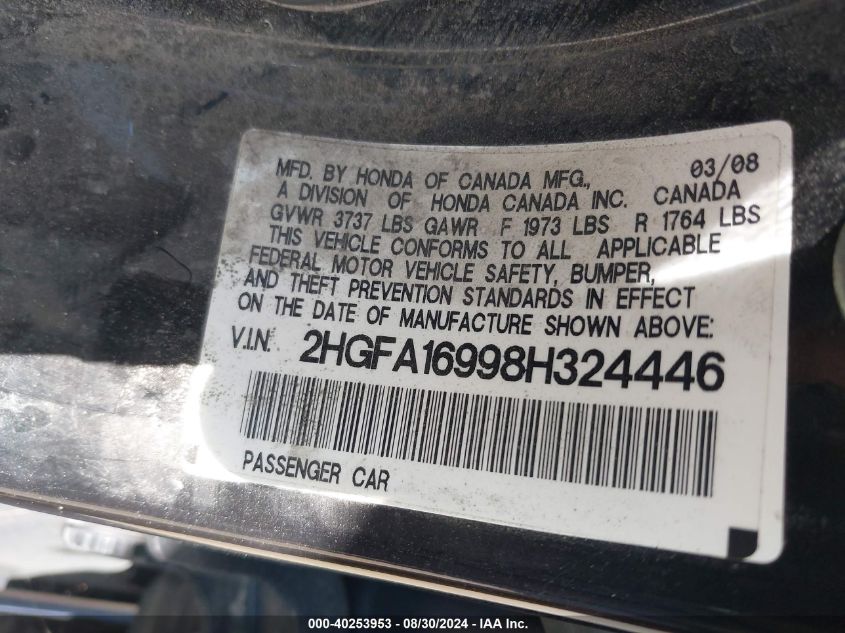 03/08
MFD. BY HONDA OF CANADA MFG.,
A DIVISION OF HONDA CANADA INC. CANADA
GVWR 3737 LBS GAWR F 1973 LBS R 1764 LBS
THIS VEHICLE CONFORMS TO ALL APPLICABLE
FEDERAL MOTOR VEHICLE SAFETY, BUMPER,
AND THEFT PREVENTION STANDARDS IN EFFECT
ON THE DATE OF MANUFACTURE SHOWN ABOVE:
V.I.N. 2HGFA16998H324446
PASSENGER CAR
000-40253953 - 08/30/2024 - IAAI Inc.